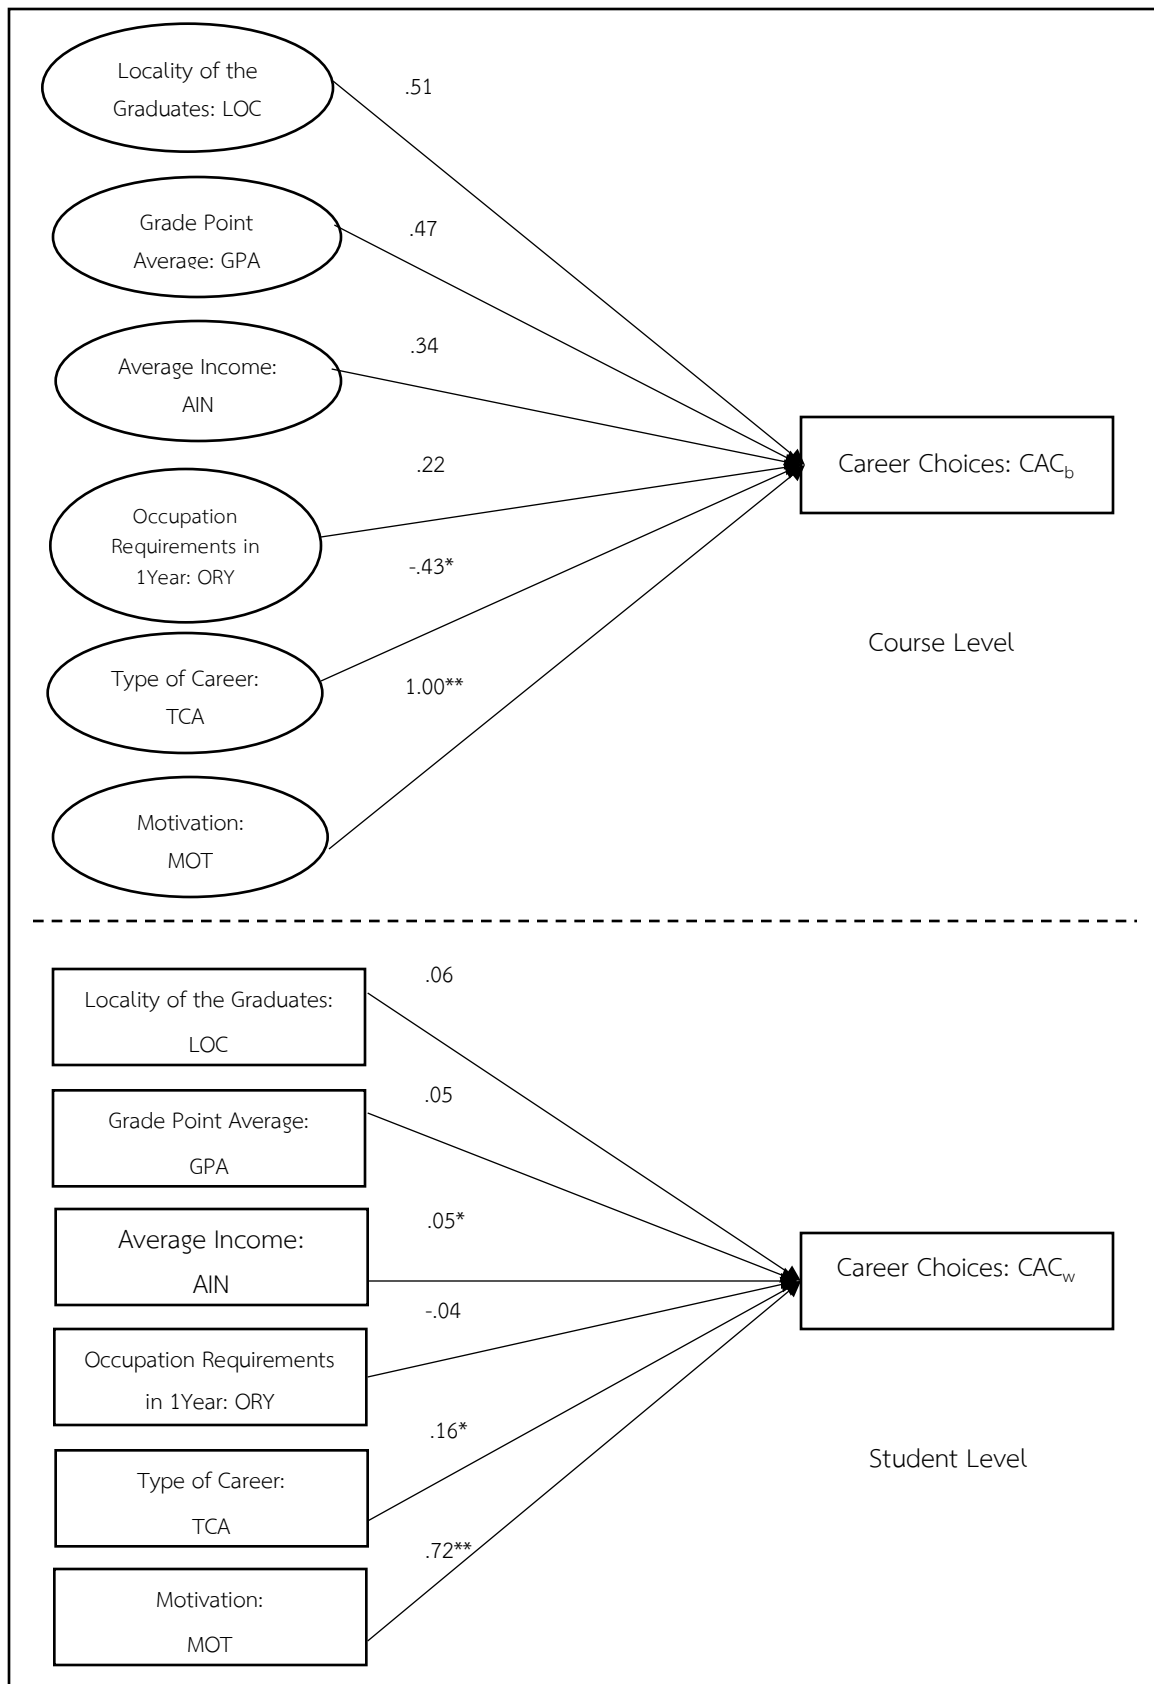 Locality of the
Graduates: LOC
.51
Grade Point
Average: GPA
.47
Average Income:
AIN
.34
Occupation
Requirements in
1Year: ORY
.22
Type of Career:
TCA
-.43*
Motivation:
MOT
1.00**
Career Choices: CACb
Course Level
Locality of the Graduates:
LOC
.06
Grade Point Average:
GPA
.05
Average Income:
AIN
.05*
Occupation Requirements
in 1Year: ORY
-.04
Type of Career:
TCA
.16*
Motivation:
MOT
.72**
Career Choices: CACw
Student Level